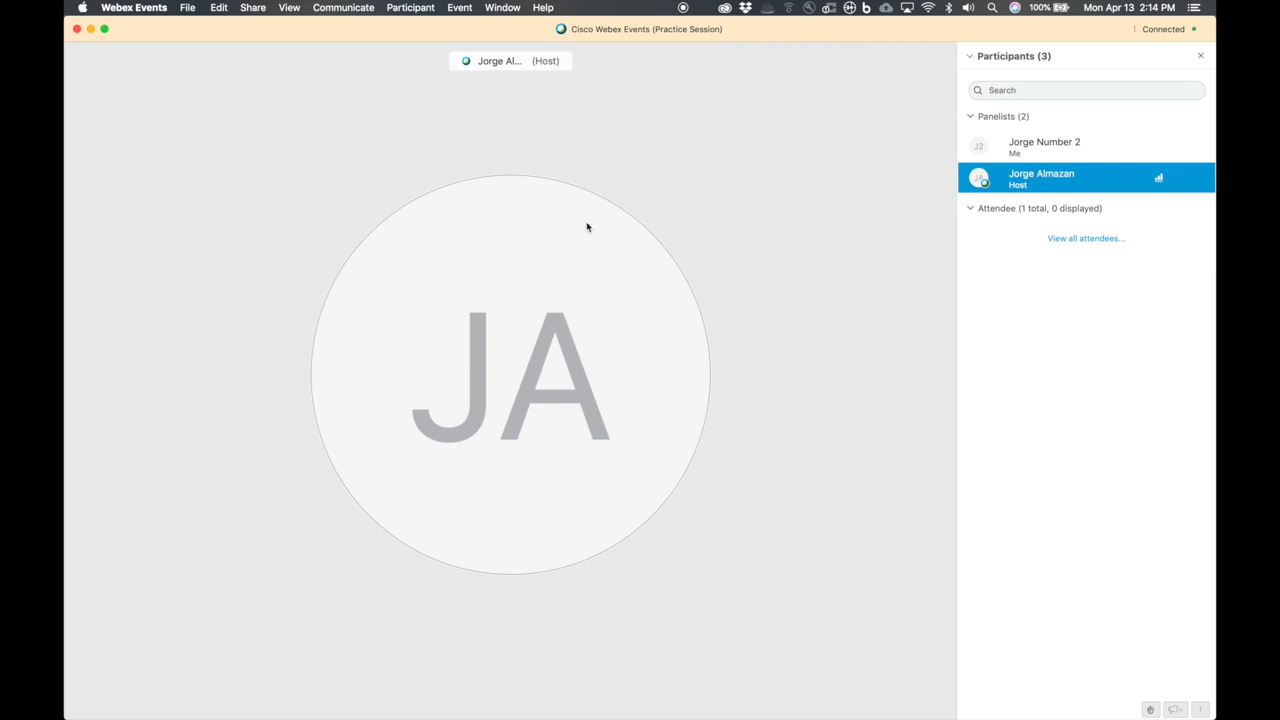 Webex Events File Edit Share View Communicate Participant Event Window Help 100% Mon Apr 13 2:14 PM
Cisco Webex Events (Practice Session) Connected
Jorge Al... (Host)
JA
Participants (3)
Search
Panelists (2)
J2 Jorge Number 2
Me
JA Jorge Almazan
Host
Attendee (1 total, 0 displayed)
View all attendees...